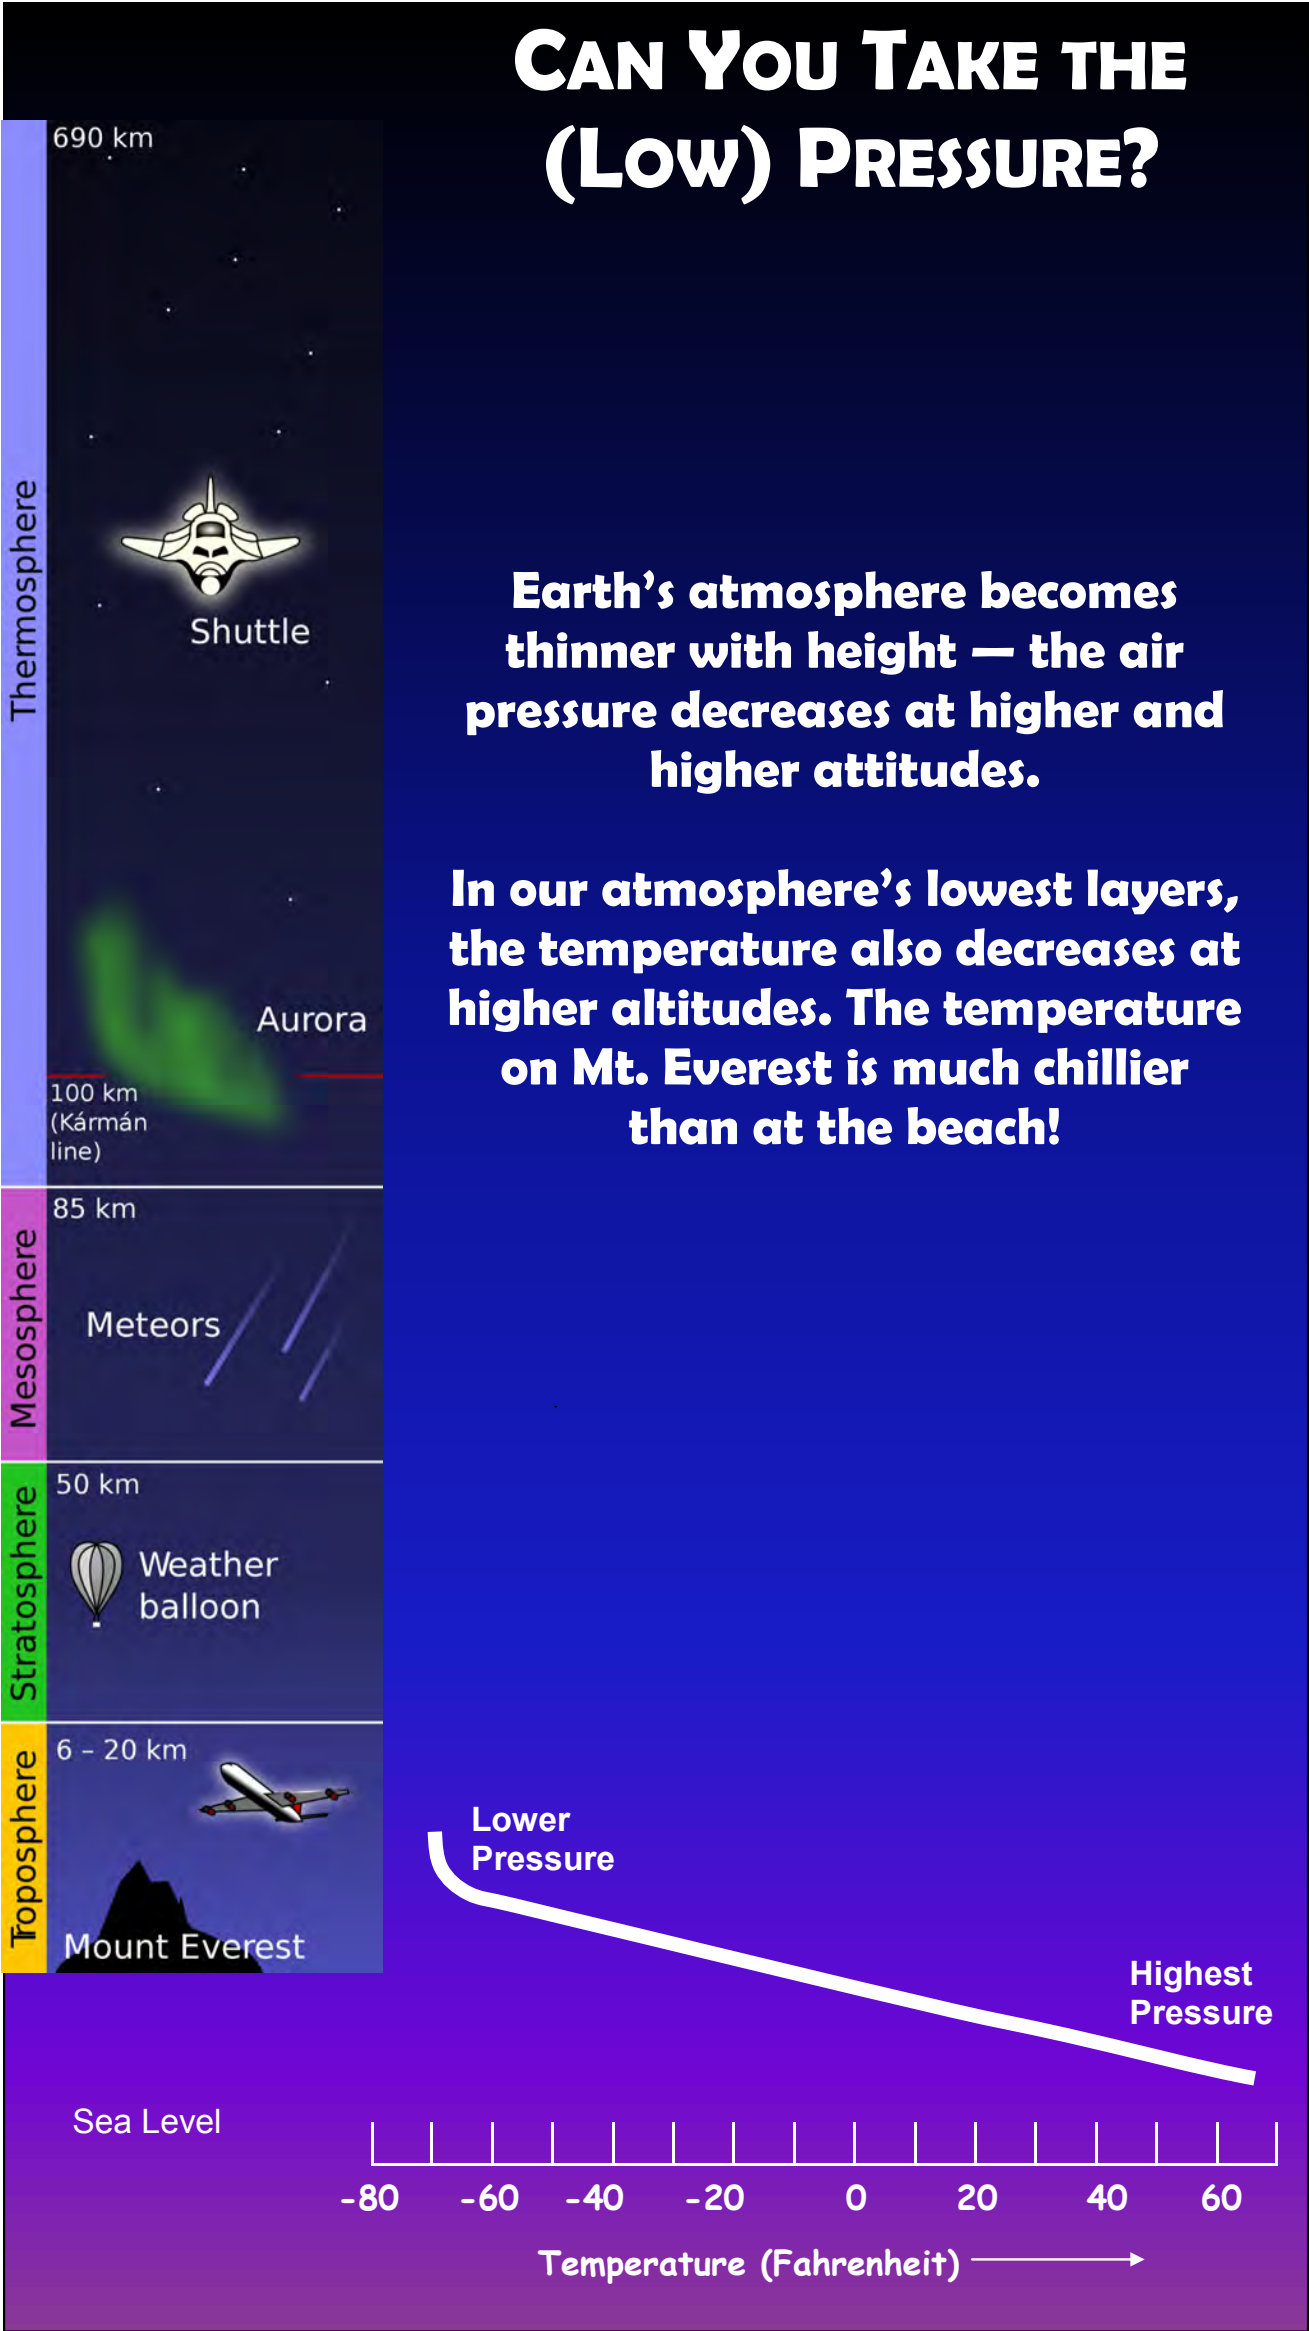 CAN YOU TAKE THE
(LOW) PRESSURE?
690 km
Thermosphere
Shuttle
Earth’s atmosphere becomes
thinner with height — the air
pressure decreases at higher and
higher attitudes.
In our atmosphere’s lowest layers,
the temperature also decreases at
higher altitudes. The temperature
on Mt. Everest is much chillier
than at the beach!
Aurora
100 km
(Kármán
line)
Mesosphere
85 km
Meteors
Stratosphere
50 km
Weather
balloon
Troposphere
6 – 20 km
Mount Everest
Lower
Pressure
Highest
Pressure
Sea Level
-80 -60 -40 -20 0 20 40 60
Temperature (Fahrenheit)